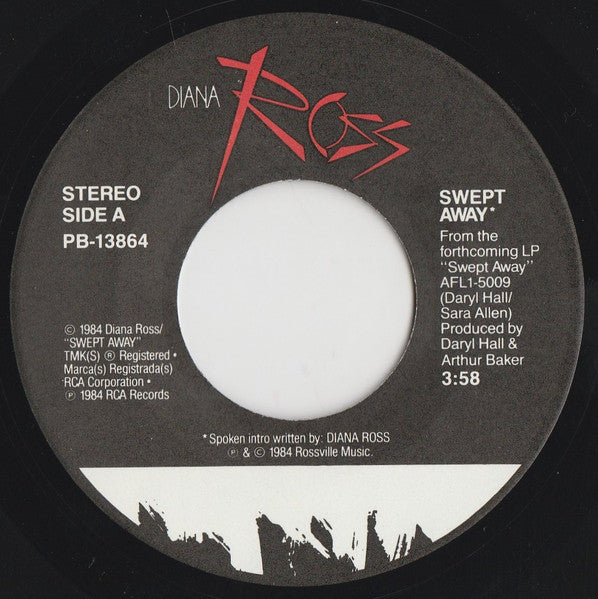 DIANA ROSS
STEREO
SIDE A
PB-13864
SWEPT
AWAY*
From the
forthcoming LP
"Swept Away"
AFL1-5009
(Daryl Hall/
Sara Allen)
Produced by
Daryl Hall &
Arthur Baker
3:58
© 1984 Diana Ross/
"SWEPT AWAY"
TMK(S) ® Registered •
Marca(s) Registrada(s)
RCA Corporation •
℗ 1984 RCA Records
*Spoken intro written by: DIANA ROSS
℗ & © 1984 Rossville Music.